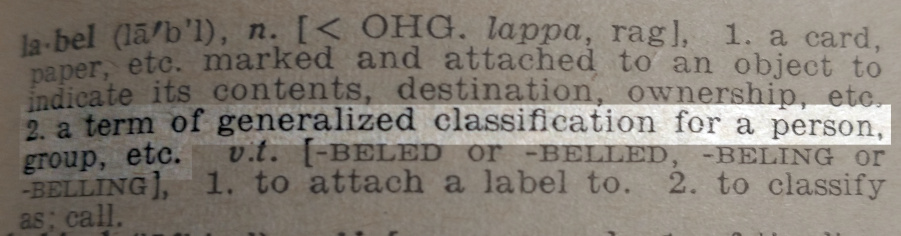 la·bel (lā′b'l), n. [< OHG. lappa, rag], 1. a card,
paper, etc. marked and attached to an object to
indicate its contents, destination, ownership, etc.
2. a term of generalized classification for a person,
group, etc. v.t. [-BELED or -BELLED, -BELING or
-BELLING], 1. to attach a label to. 2. to classify
as; call.